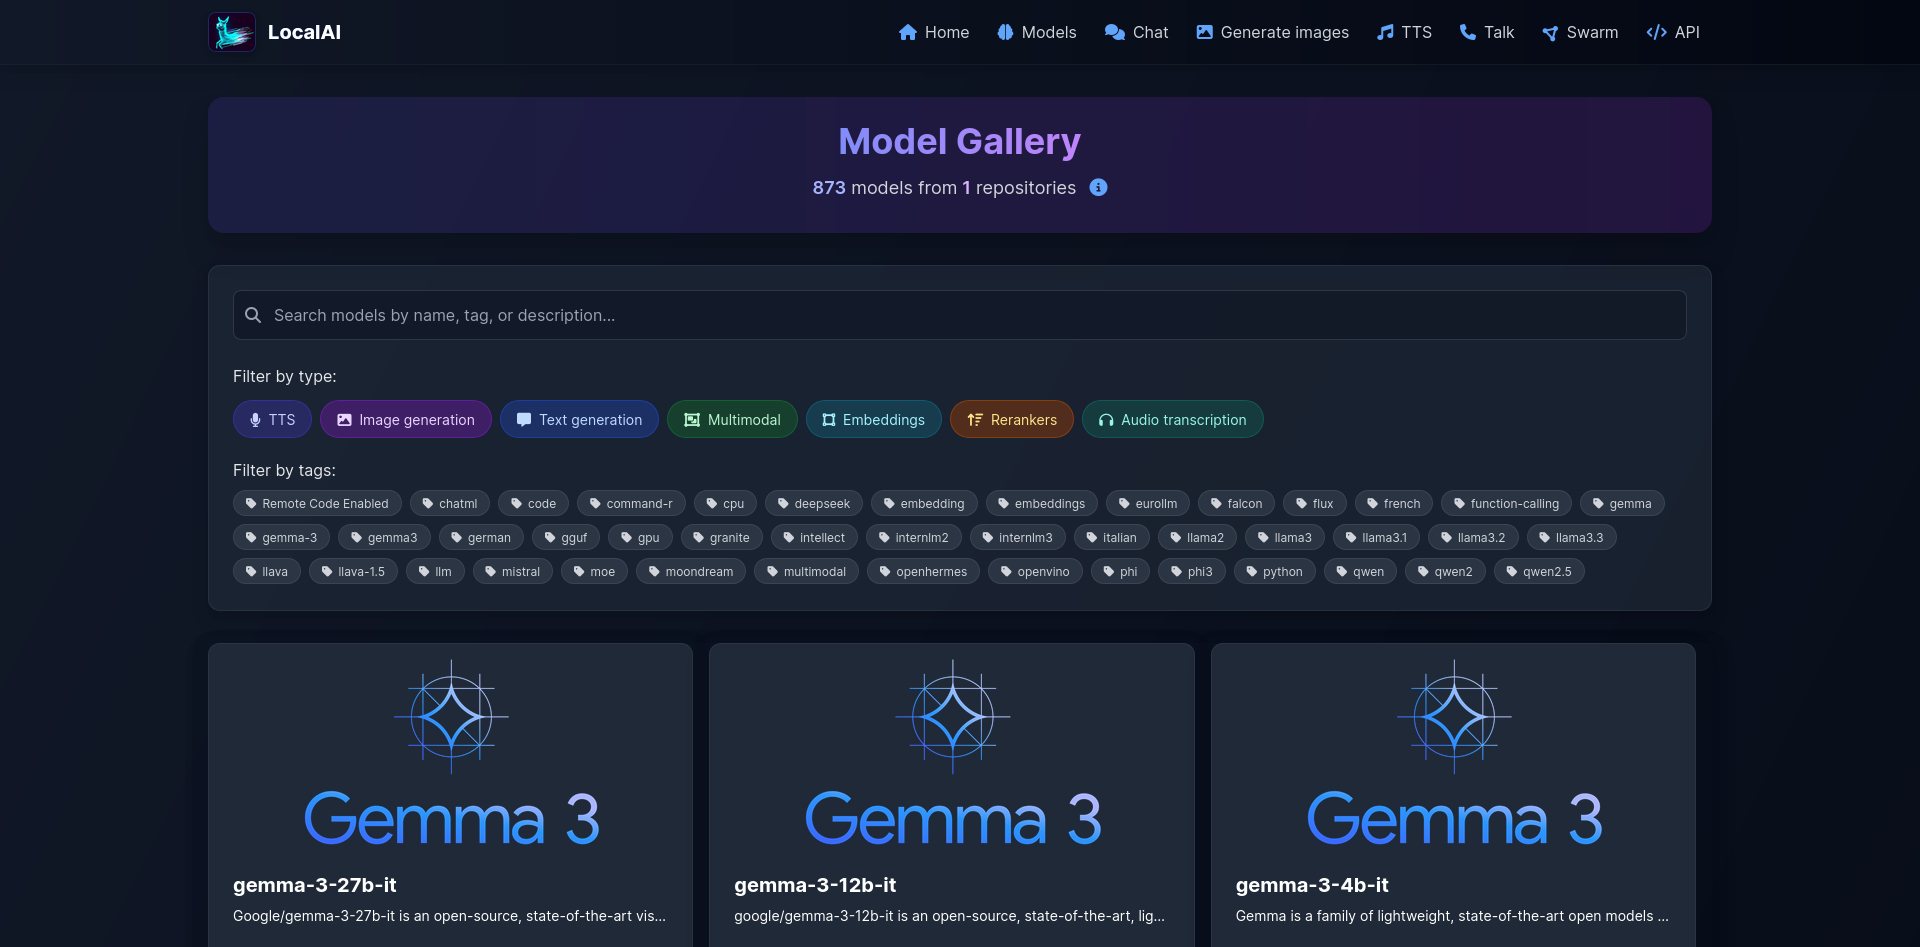 LocalAI Home Models Chat Generate images TTS Talk Swarm API
Model Gallery
873 models from 1 repositories
Search models by name, tag, or description...
Filter by type:
TTS Image generation Text generation Multimodal Embeddings Rerankers Audio transcription
Filter by tags:
Remote Code Enabled chatml code command-r cpu deepseek embedding embeddings eurollm falcon flux french function-calling gemma
gemma-3 gemma3 german gguf gpu granite intellect internlm2 internlm3 italian llama2 llama3 llama3.1 llama3.2 llama3.3
llava llava-1.5 llm mistral moe moondream multimodal openhermes openvino phi phi3 python qwen qwen2 qwen2.5
Gemma 3 Gemma 3 Gemma 3
gemma-3-27b-it gemma-3-12b-it gemma-3-4b-it
Google/gemma-3-27b-it is an open-source, state-of-the-art vis... google/gemma-3-12b-it is an open-source, state-of-the-art, lig... Gemma is a family of lightweight, state-of-the-art open models ...